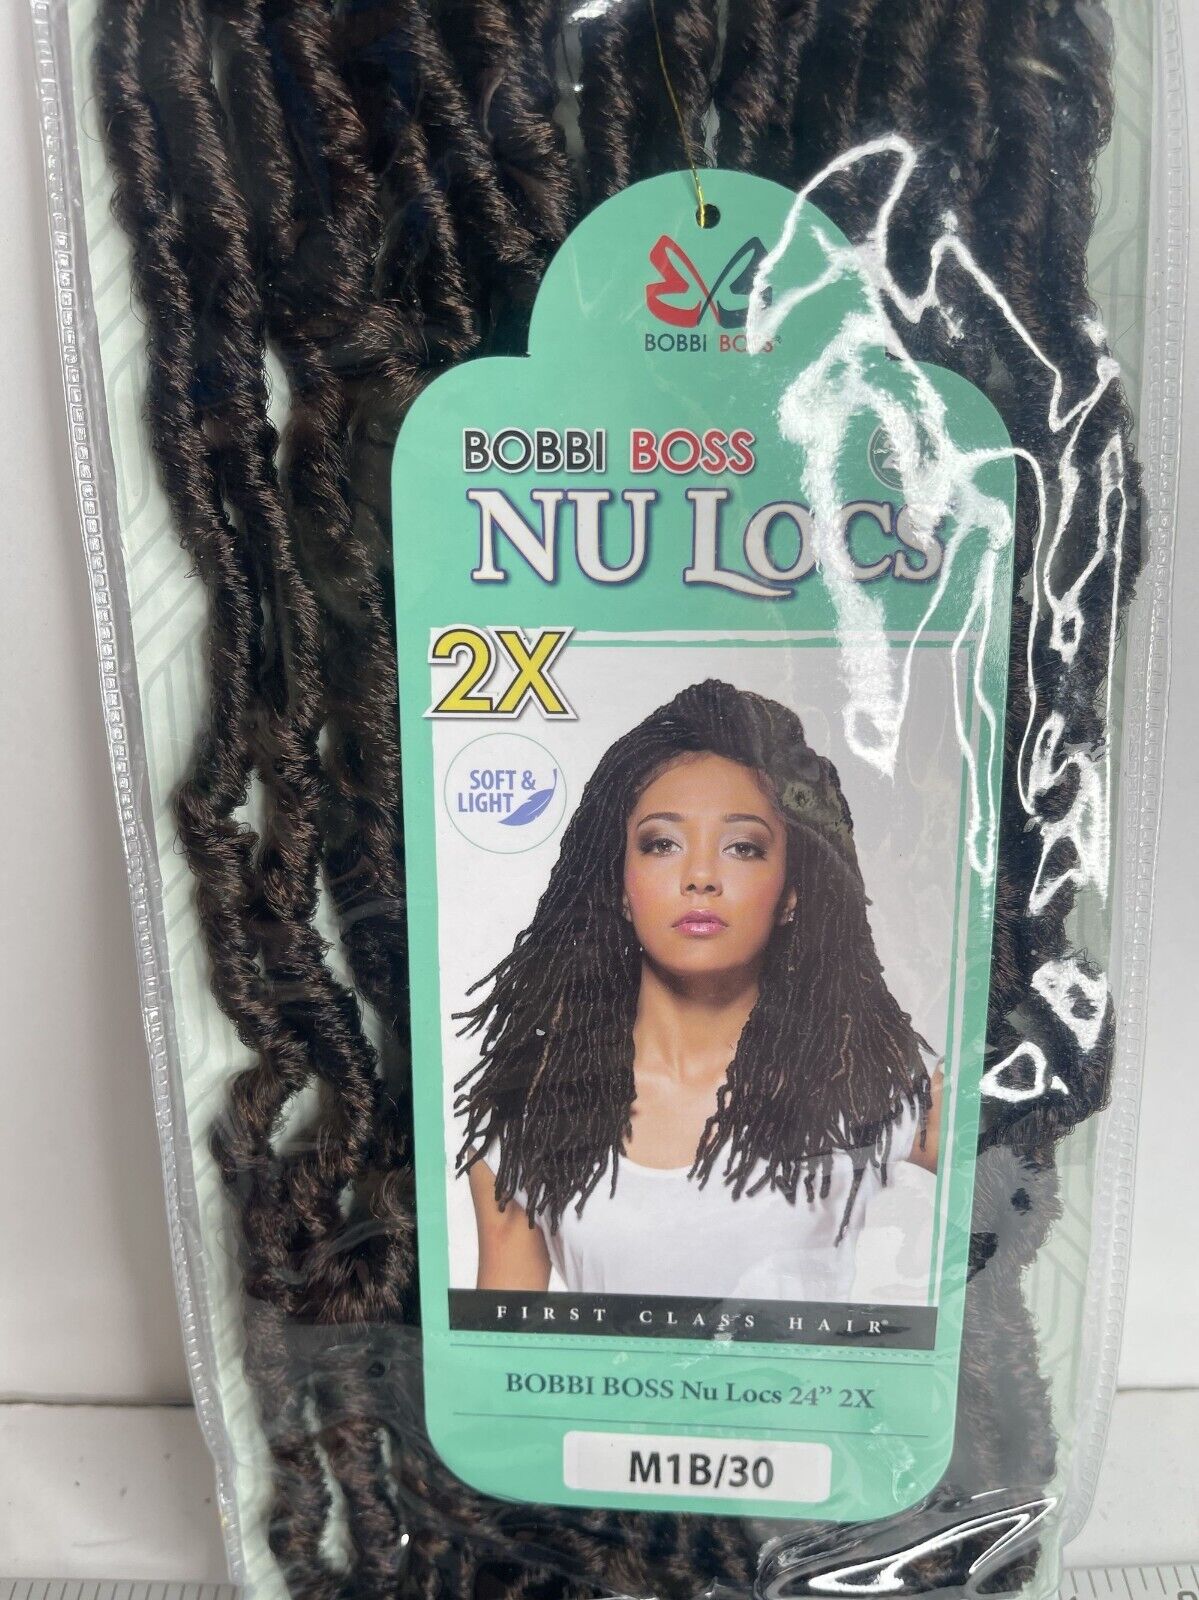 BOBBI BOSS®
BOBBI BOSS
NU LOCS
2X
SOFT &
LIGHT
FIRST CLASS HAIR®
BOBBI BOSS Nu Locs 24” 2X
M1B/30